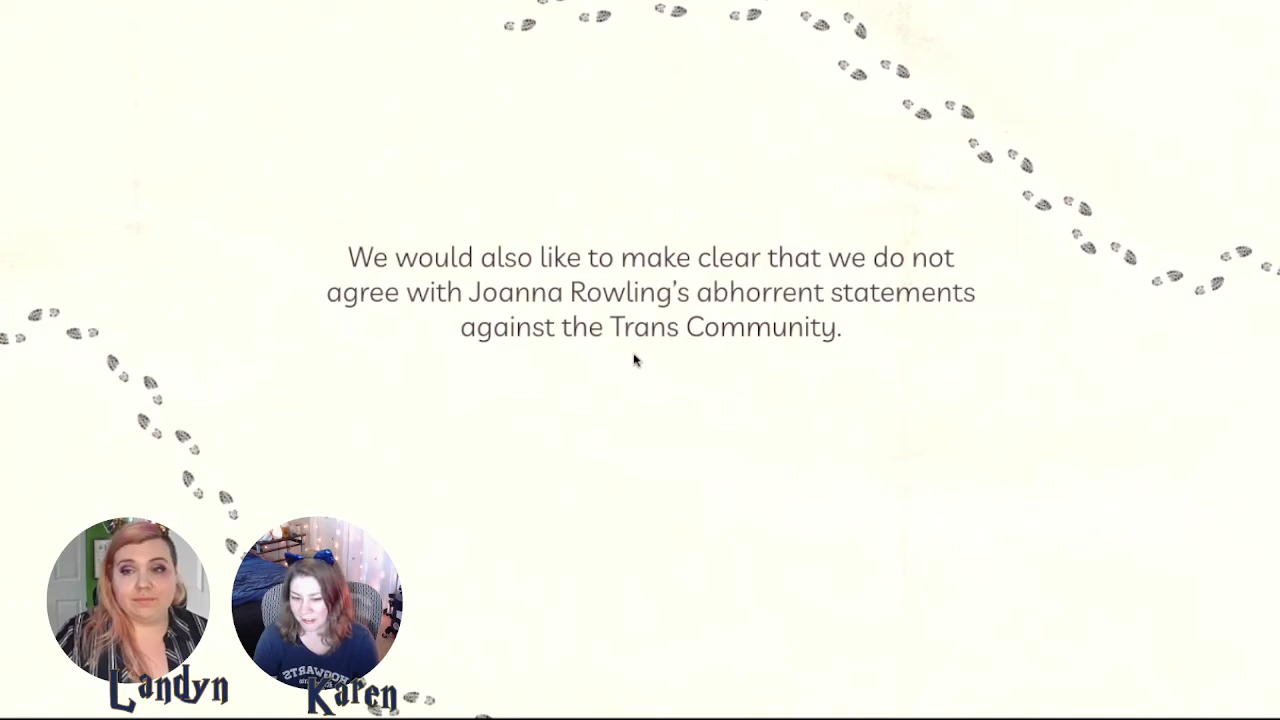 We would also like to make clear that we do not
agree with Joanna Rowling's abhorrent statements
against the Trans Community.
HOGWARTS
Landyn
Karen